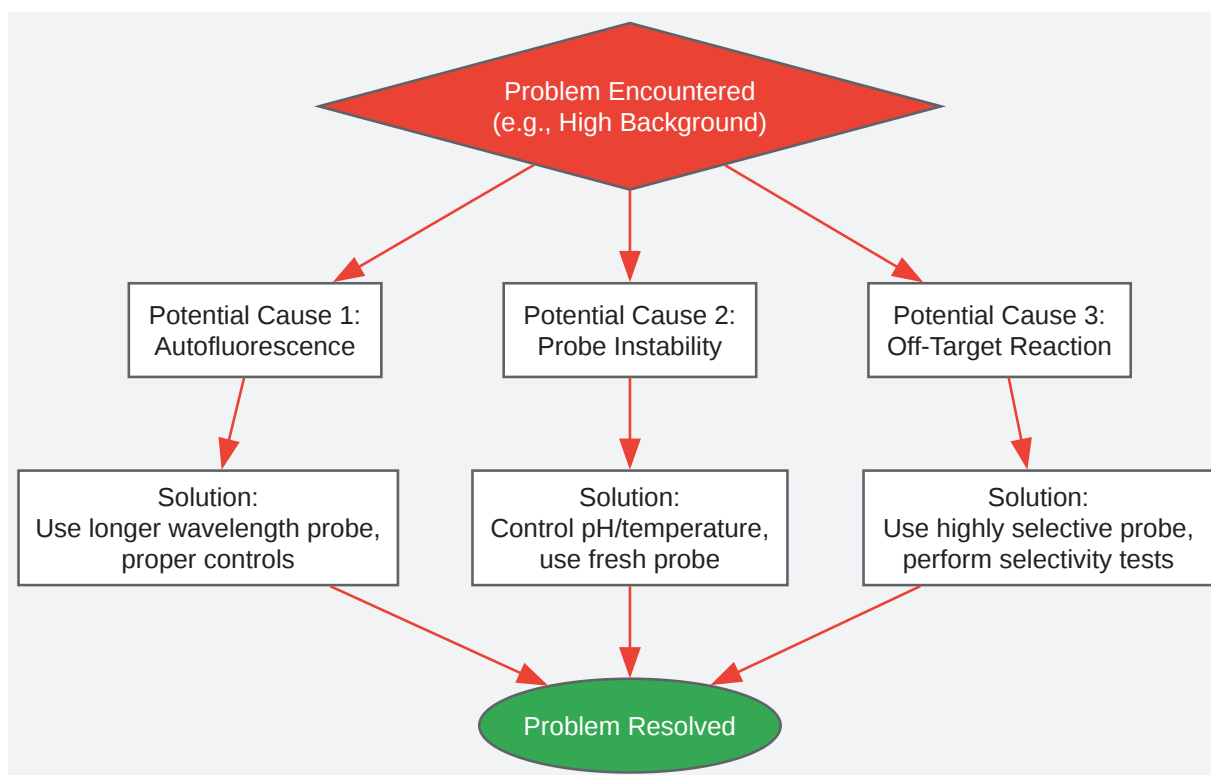 Problem Encountered
(e.g., High Background)
Potential Cause 1:
Autofluorescence
Potential Cause 2:
Probe Instability
Potential Cause 3:
Off-Target Reaction
Solution:
Use longer wavelength probe,
proper controls
Solution:
Control pH/temperature,
use fresh probe
Solution:
Use highly selective probe,
perform selectivity tests
Problem Resolved